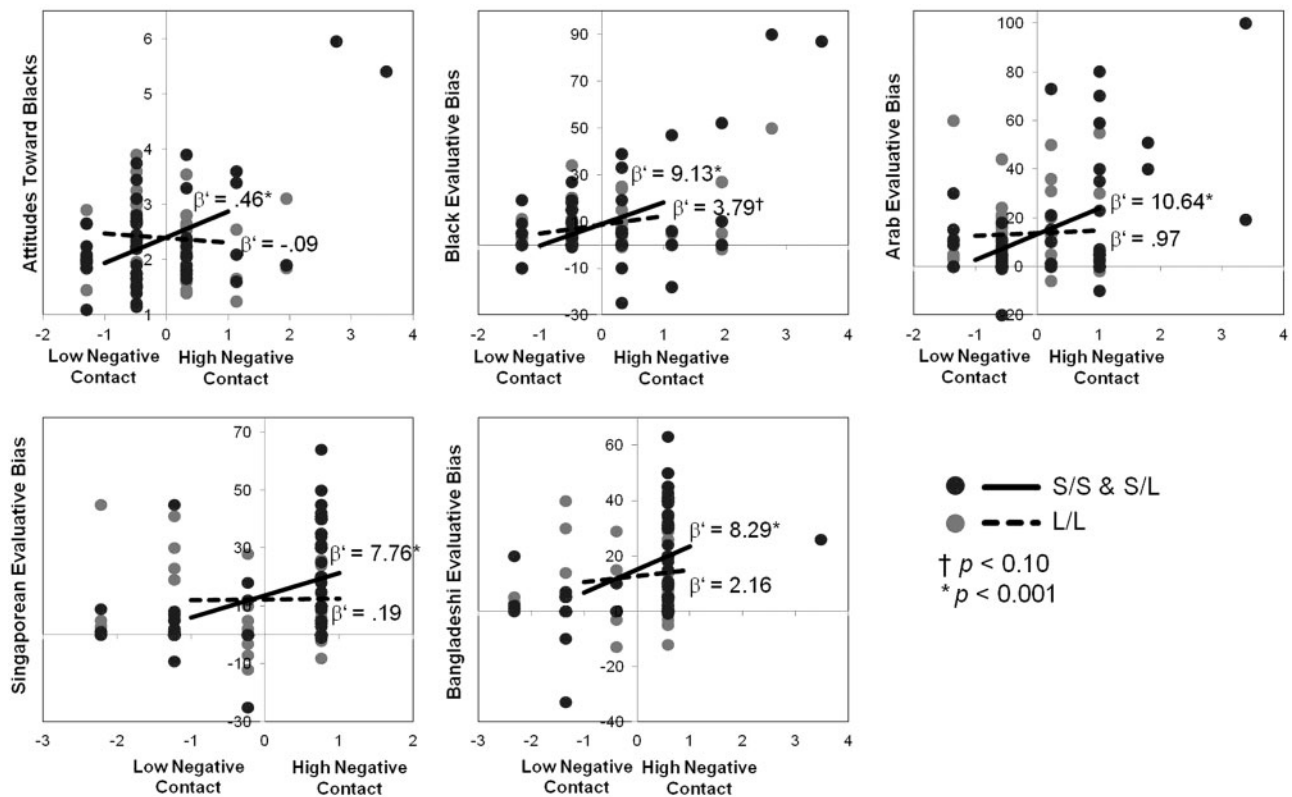 Attitudes Toward Blacks
6
5
4
3
2
1
β‘ = .46*
β‘ = -.09
-2
-1
0
1
2
3
4
Low Negative Contact
High Negative Contact
Black Evaluative Bias
90
70
50
30
10
-10
-30
β‘ = 9.13*
β‘ = 3.79†
-2
-1
0
1
2
3
4
Low Negative Contact
High Negative Contact
Arab Evaluative Bias
100
80
60
40
20
0
-20
β‘ = 10.64*
β‘ = .97
-2
-1
0
1
2
3
4
Low Negative Contact
High Negative Contact
Singaporean Evaluative Bias
70
50
30
10
-10
-30
β‘ = 7.76*
β‘ = .19
-3
-2
-1
0
1
2
Low Negative Contact
High Negative Contact
Bangladeshi Evaluative Bias
60
40
20
0
-20
-40
β‘ = 8.29*
β‘ = 2.16
-3
-2
-1
0
1
2
3
4
Low Negative Contact
High Negative Contact
S/S & S/L
L/L
† p < 0.10
* p < 0.001